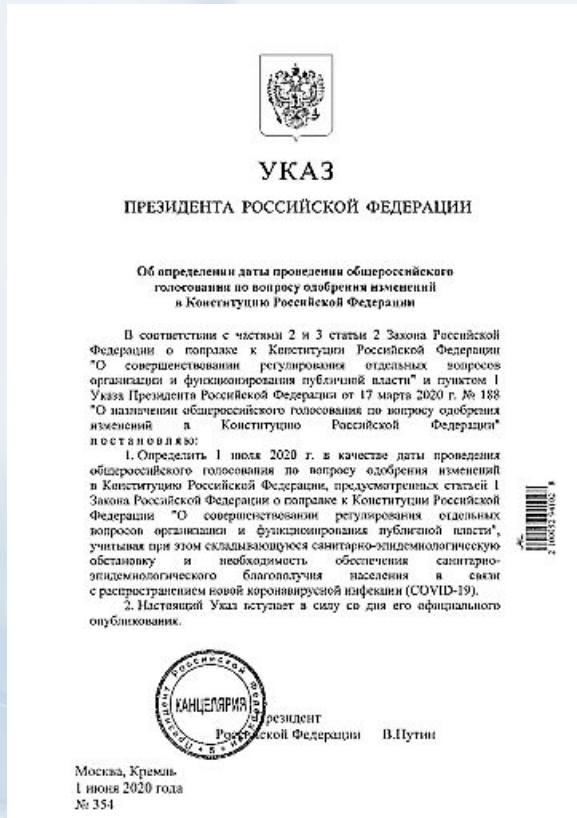 УКАЗ
ПРЕЗИДЕНТА РОССИЙСКОЙ ФЕДЕРАЦИИ
Об определении даты проведения общероссийского
голосования по вопросу одобрения изменений
в Конституцию Российской Федерации
В соответствии с частями 2 и 3 статьи 2 Закона Российской
Федерации о поправке к Конституции Российской Федерации
"О совершенствовании регулирования отдельных вопросов
организации и функционирования публичной власти" и пунктом 1
Указа Президента Российской Федерации от 17 марта 2020 г. № 188
"О назначении общероссийского голосования по вопросу одобрения
изменений в Конституцию Российской Федерации"
п о с т а н о в л я ю:
1. Определить 1 июля 2020 г. в качестве даты проведения
общероссийского голосования по вопросу одобрения изменений
в Конституцию Российской Федерации, предусмотренных статьей 1
Закона Российской Федерации о поправке к Конституции Российской
Федерации "О совершенствовании регулирования отдельных
вопросов организации и функционирования публичной власти",
учитывая при этом складывающуюся санитарно-эпидемиологическую
обстановку и необходимость обеспечения санитарно-
эпидемиологического благополучия населения в связи
с распространением новой коронавирусной инфекции (COVID-19).
2. Настоящий Указ вступает в силу со дня его официального
опубликования.
КАНЦЕЛЯРИЯ
Президент
Российской Федерации В.Путин
Москва, Кремль
1 июня 2020 года
№ 354